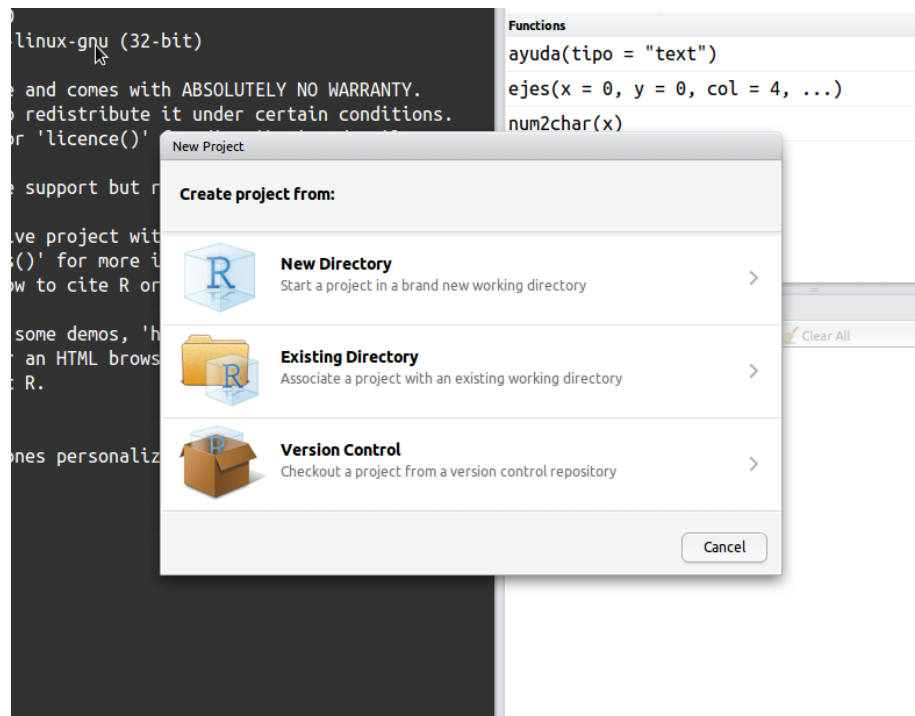 )
-linux-gnu (32-bit)
e and comes with ABSOLUTELY NO WARRANTY.
o redistribute it under certain conditions.
or 'licence()'
e support but r
ive project wit
s()' for more i
ow to cite R or
some demos, 'h
r an HTML brows
t R.
ones personaliz
Functions
ayuda(tipo = "text")
ejes(x = 0, y = 0, col = 4, ...)
num2char(x)
New Project
Create project from:
New Directory
Start a project in a brand new working directory
Existing Directory
Associate a project with an existing working directory
Version Control
Checkout a project from a version control repository
Cancel
Clear All
R
R
R